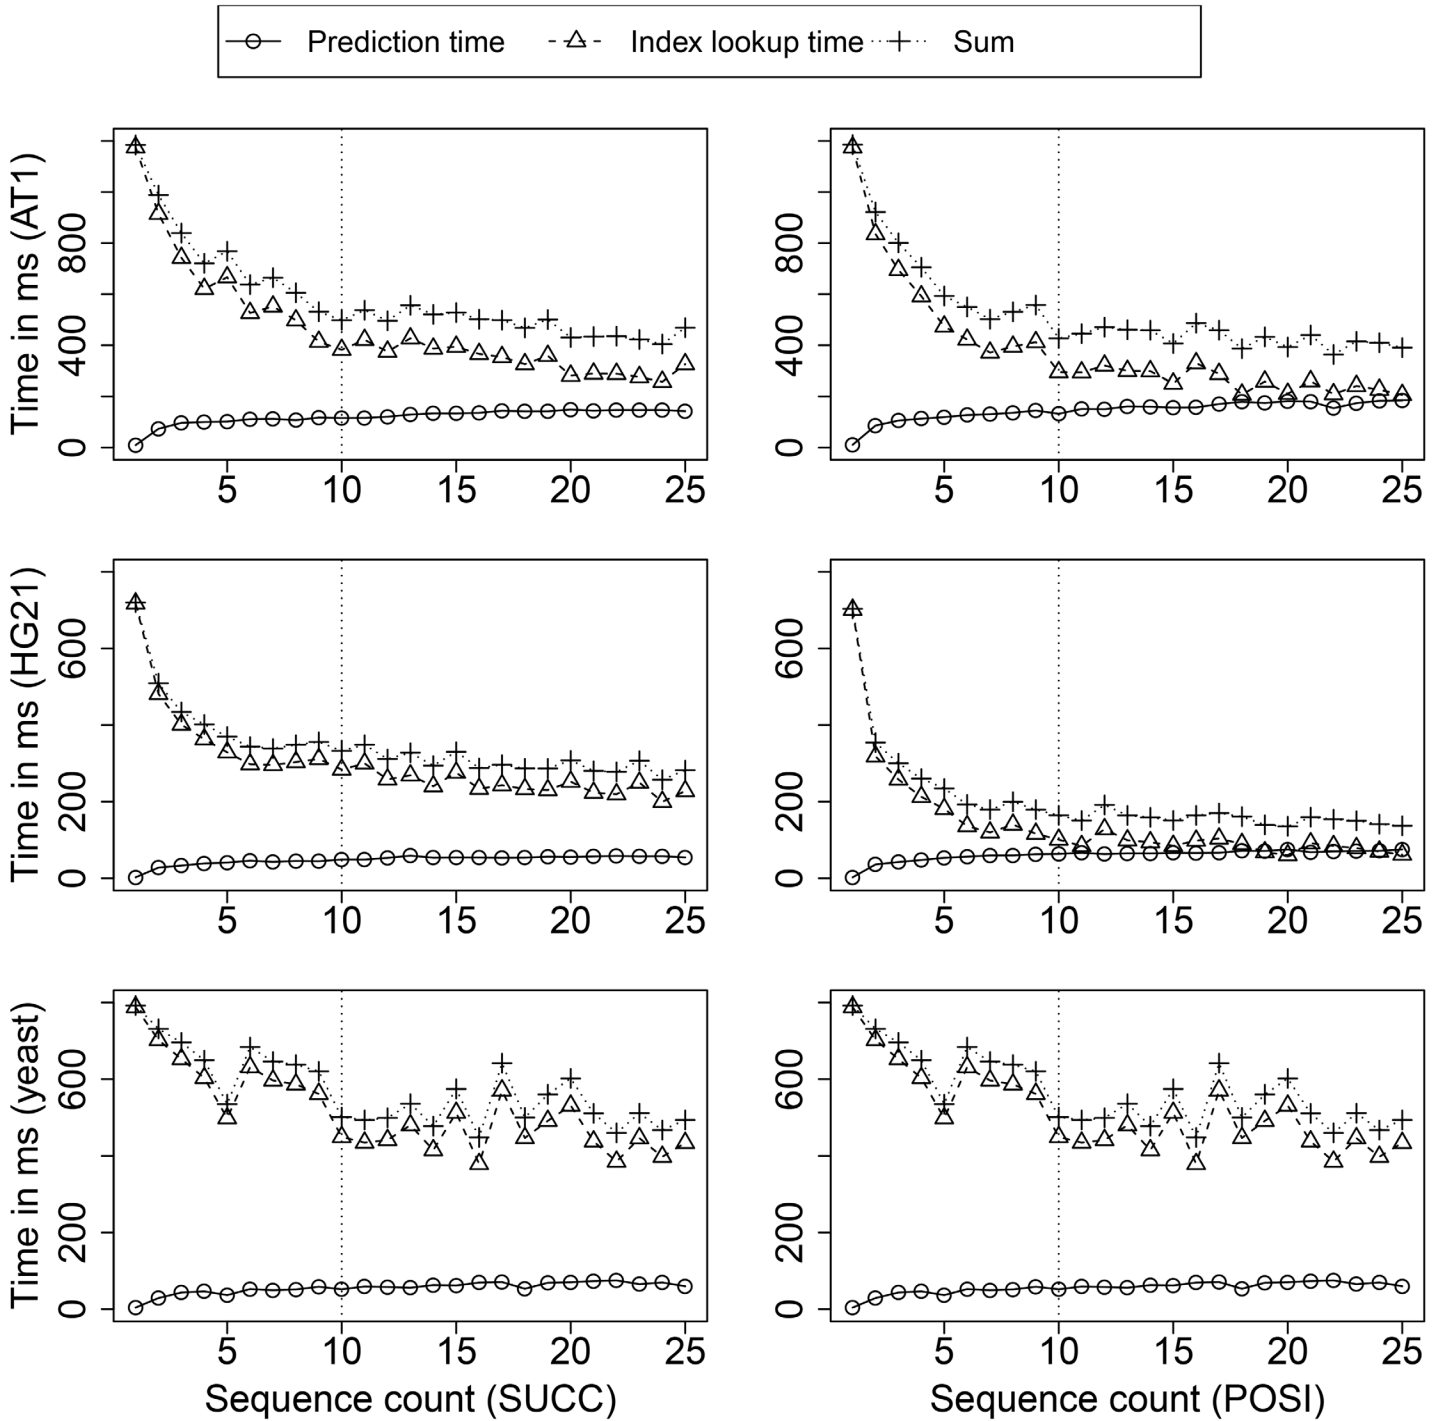 Prediction time Index lookup time Sum
Time in ms (AT1)
0 400 800
5 10 15 20 25
0 400 800
5 10 15 20 25
Time in ms (HG21)
0 200 600
5 10 15 20 25
0 200 600
5 10 15 20 25
Time in ms (yeast)
0 200 600
5 10 15 20 25
Sequence count (SUCC)
0 200 600
5 10 15 20 25
Sequence count (POSI)